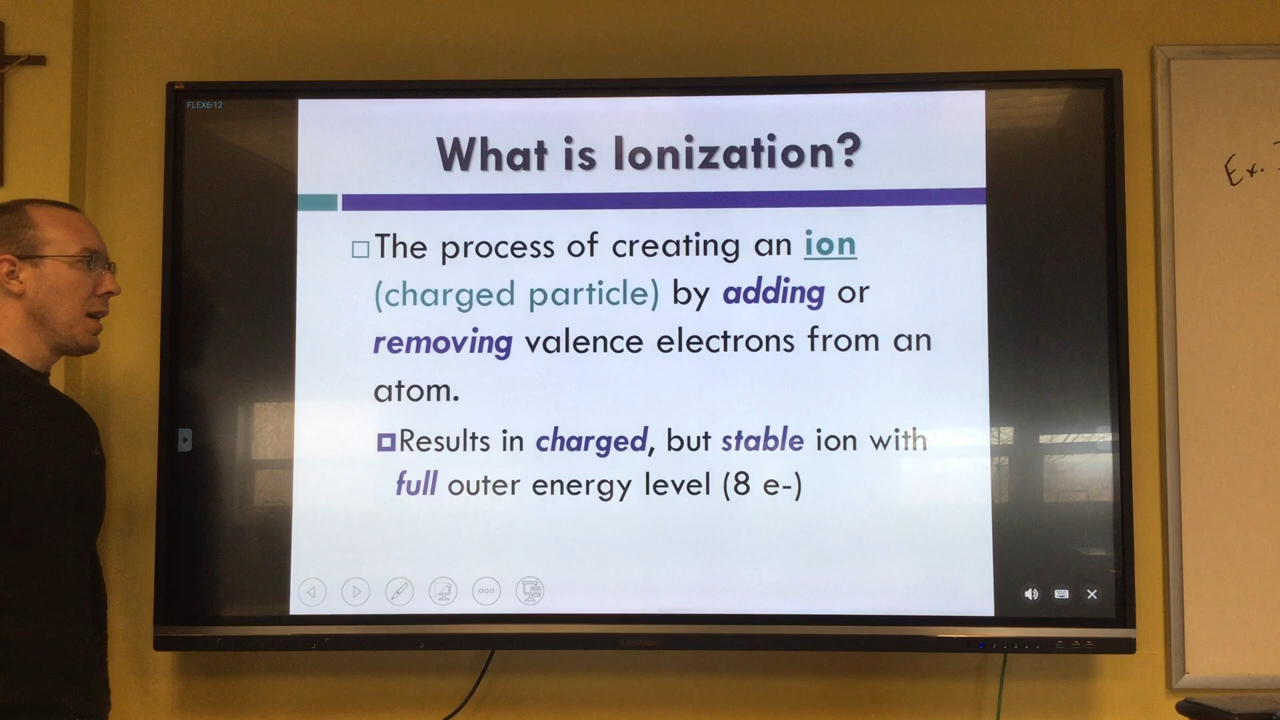 FLEX6-12
What is Ionization?
The process of creating an ion
(charged particle) by adding or
removing valence electrons from an
atom.
Results in charged, but stable ion with
full outer energy level (8 e-)
Ex.